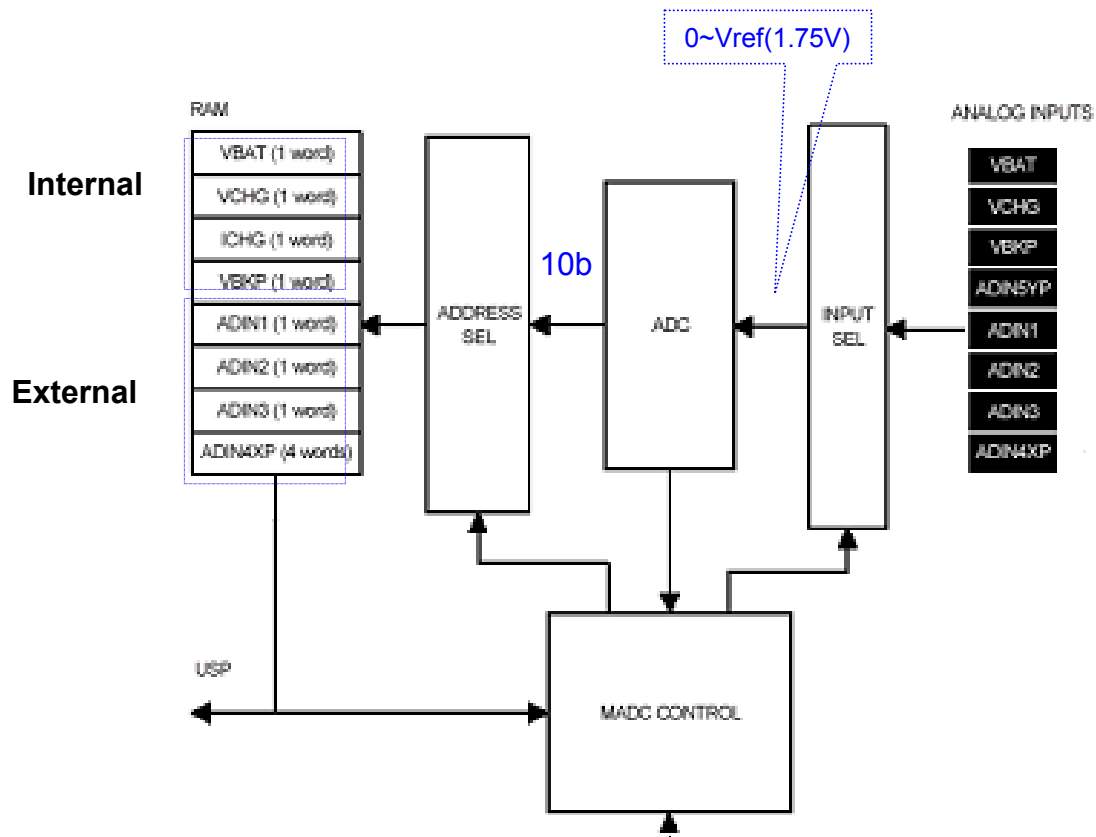 0~Vref(1.75V)
RAM
ANALOG INPUTS
Internal
VBAT (1 word)
VCHG (1 word)
ICHG (1 word)
VBKP (1 word)
External
ADIN1 (1 word)
ADIN2 (1 word)
ADIN3 (1 word)
ADIN4XP (4 words)
ADDRESS
SEL
10b
ADC
INPUT
SEL
VBAT
VCHG
VBKP
ADIN5YP
ADIN1
ADIN2
ADIN3
ADIN4XP
USP
MADC CONTROL